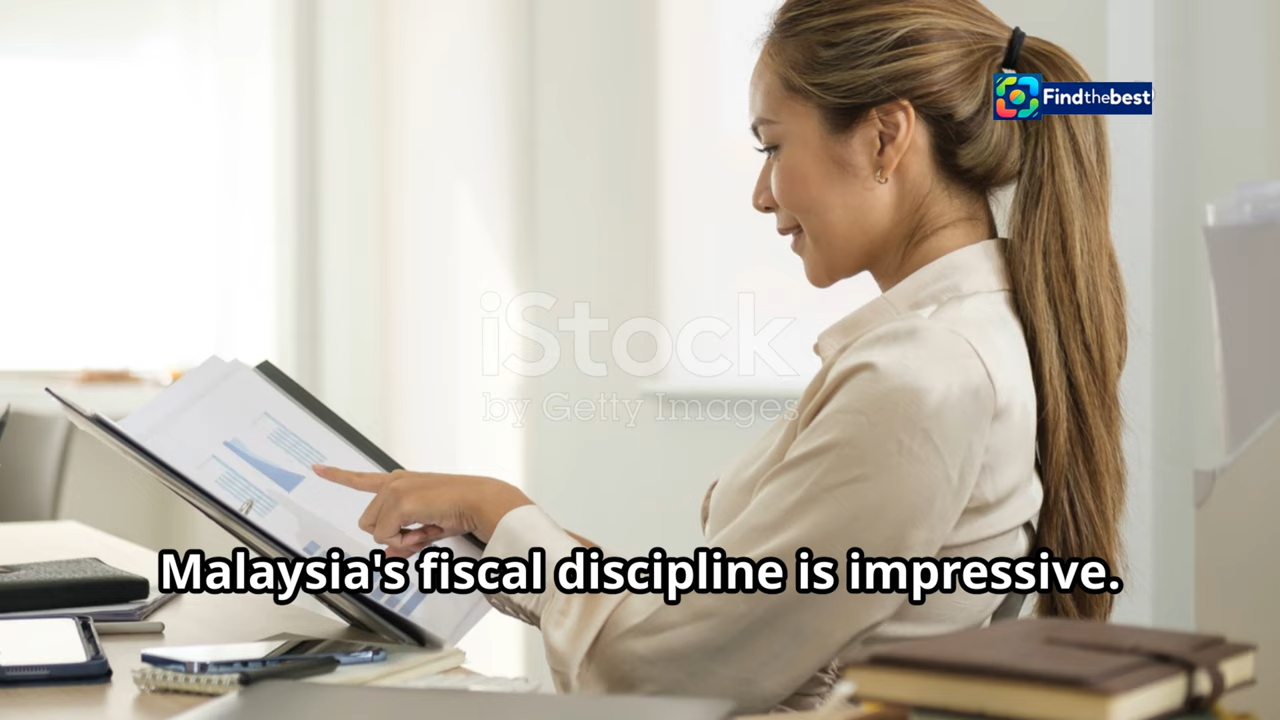 Findthebest
iStock
by Getty Images
Malaysia's fiscal discipline is impressive.